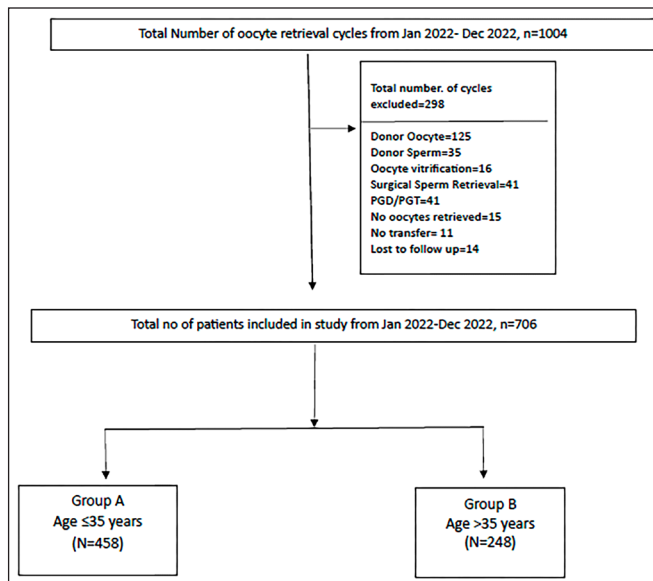 Total Number of oocyte retrieval cycles from Jan 2022- Dec 2022, n=1004
Total number. of cycles
excluded=298
Donor Oocyte=125
Donor Sperm=35
Oocyte vitrification=16
Surgical Sperm Retrieval=41
PGD/PGT=41
No oocytes retrieved=15
No transfer= 11
Lost to follow up=14
Total no of patients included in study from Jan 2022-Dec 2022, n=706
Group A
Age ≤35 years
(N=458)
Group B
Age >35 years
(N=248)